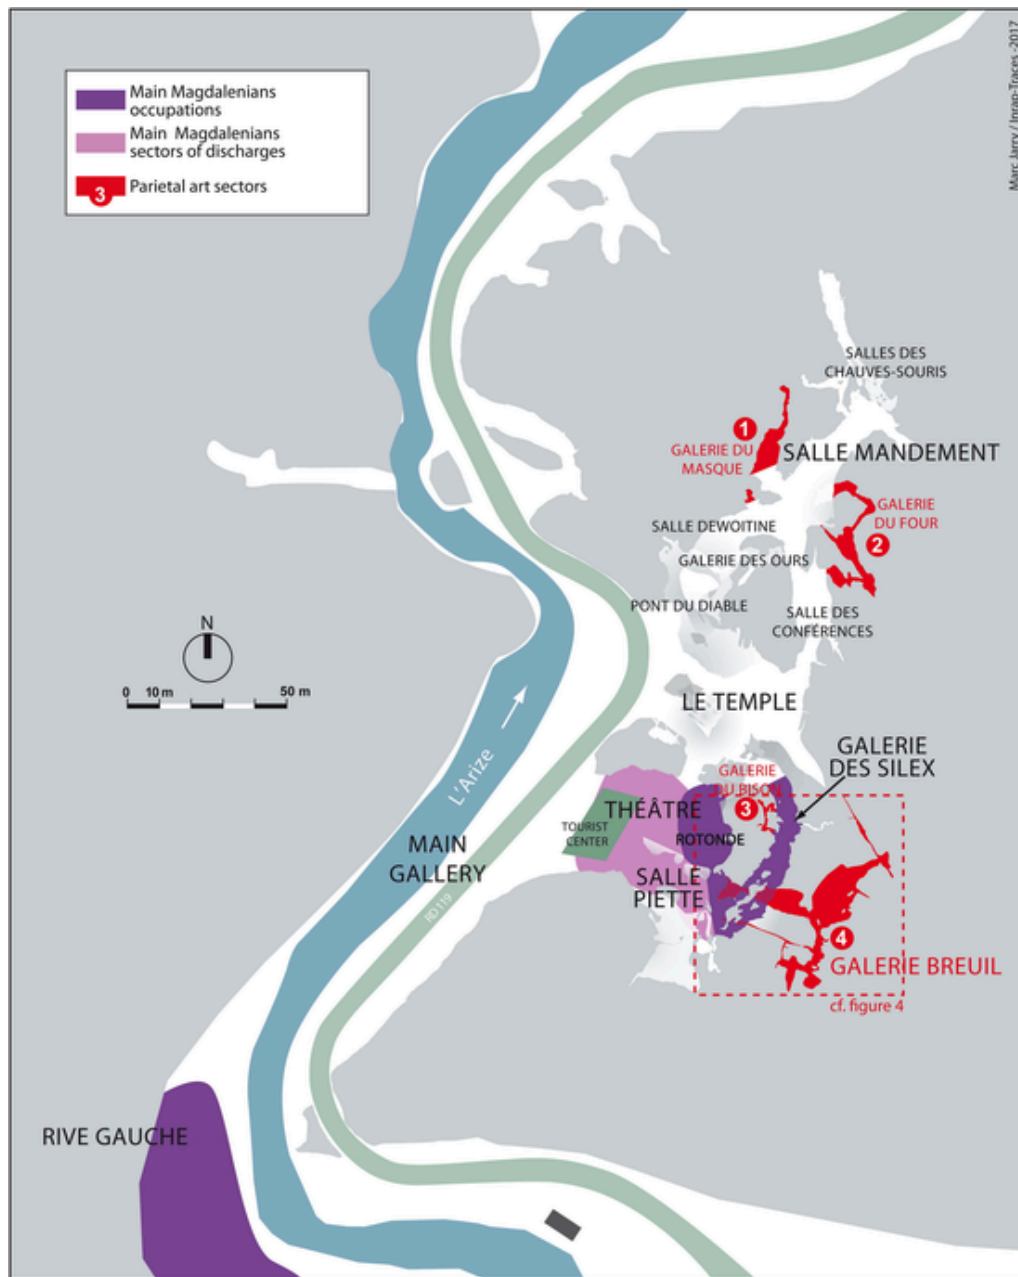 Marc Jarry / Inrap-Traces -2017
Main Magdalenians
occupations
Main Magdalenians
sectors of discharges
3 Parietal art sectors
SALLES DES
CHAUVES-SOURIS
1
GALERIE DU
MASQUE
SALLE MANDEMENT
GALERIE
DU FOUR
2
SALLE DEWOITINE
GALERIE DES OURS
PONT DU DIABLE
SALLE DES
CONFÉRENCES
N
0 10 m 50 m
LE TEMPLE
L'Arize
GALERIE
DES SILEX
GALERIE
DU BISON
3
THÉÂTRE
TOURIST
CENTER
ROTONDE
MAIN
GALLERY
SALLE
PIETTE
RD119
4
GALERIE BREUIL
cf. figure 4
RIVE GAUCHE